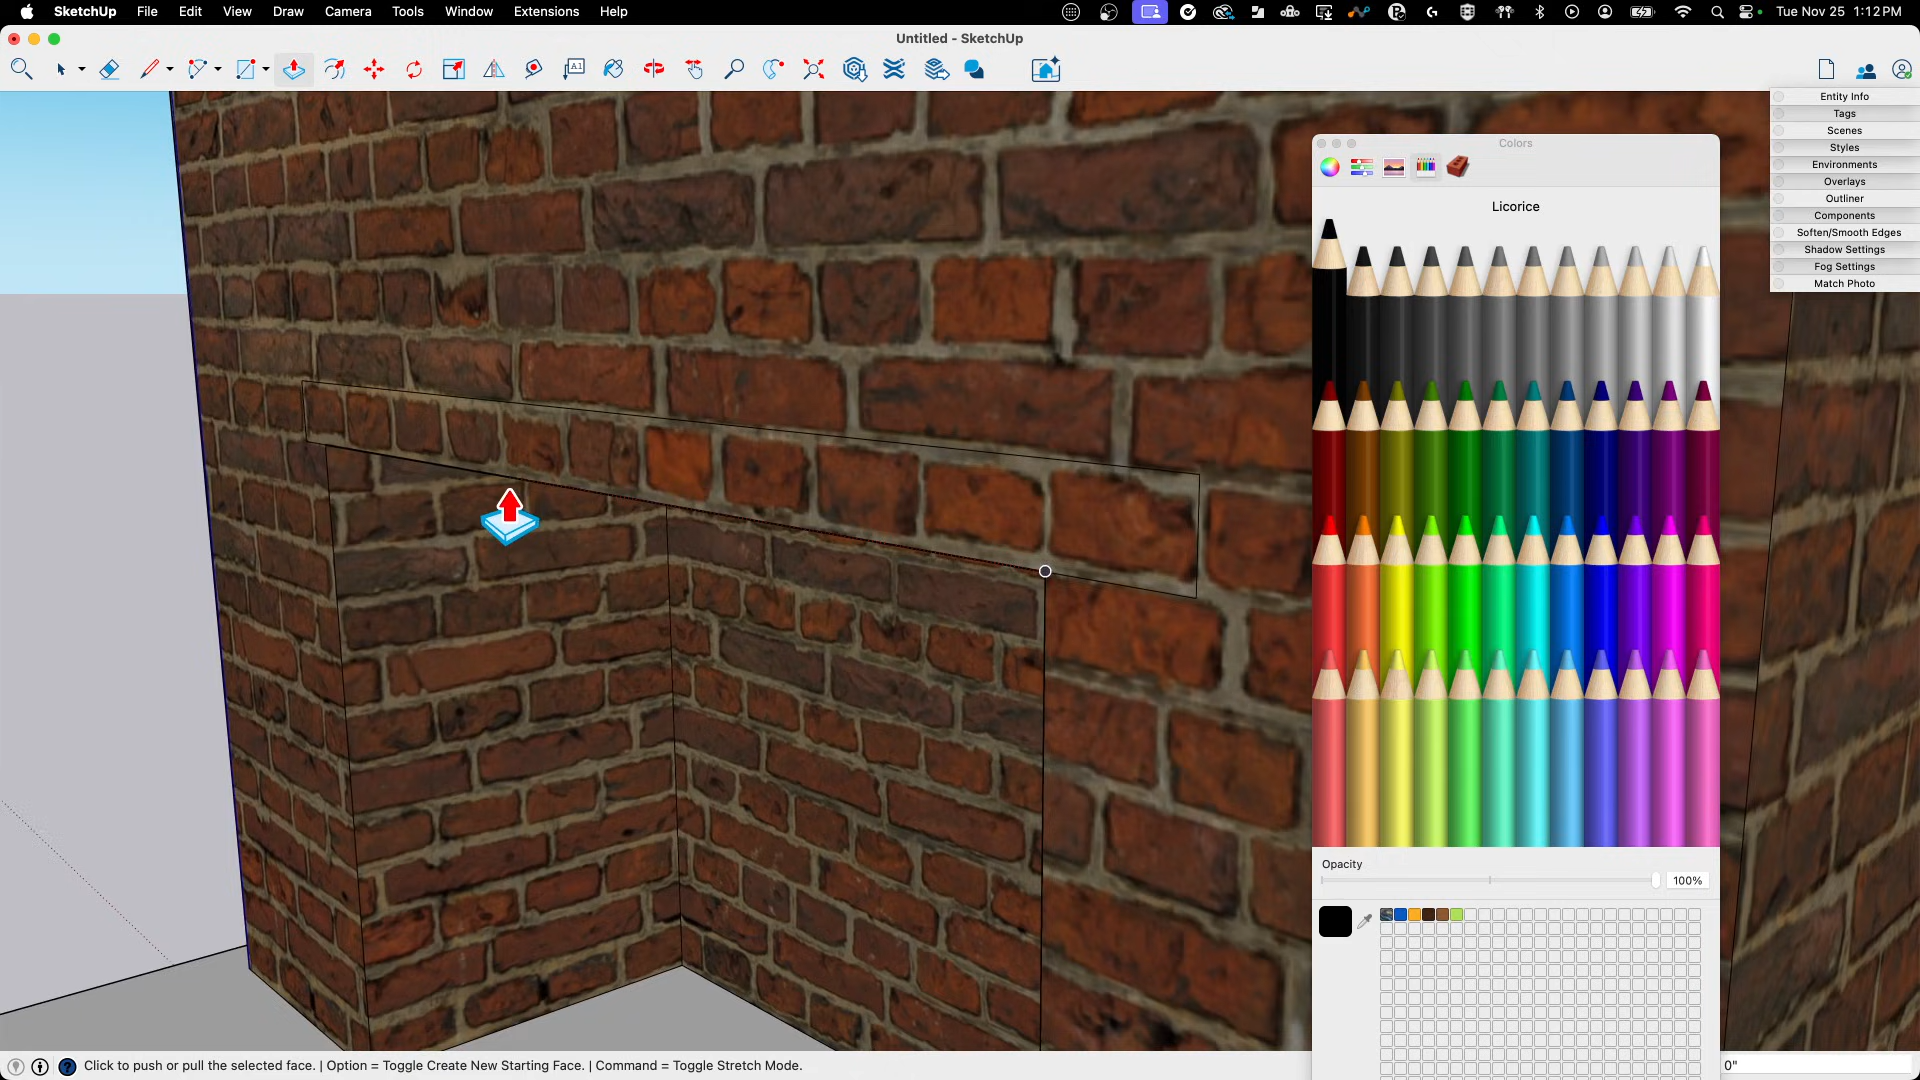 SketchUp File Edit View Draw Camera Tools Window Extensions Help Tue Nov 25 1:12 PM
Untitled - SketchUp
A1
Entity Info
Tags
Scenes
Styles
Environments
Overlays
Outliner
Components
Soften/Smooth Edges
Shadow Settings
Fog Settings
Match Photo
Colors
Licorice
Opacity
100%
Click to push or pull the selected face. | Option = Toggle Create New Starting Face. | Command = Toggle Stretch Mode.
0"